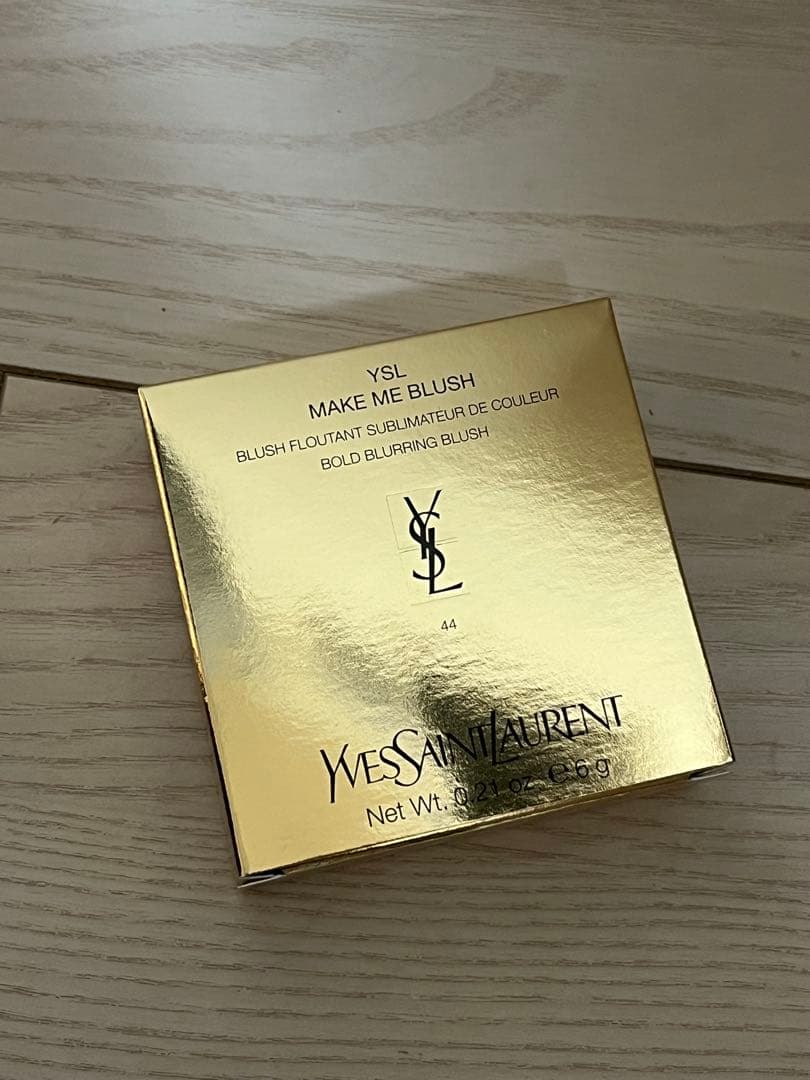 YSL
MAKE ME BLUSH
BLUSH FLOUTANT SUBLIMATEUR DE COULEUR
BOLD BLURRING BLUSH
YSL
44
YVESSAINTLAURENT
Net Wt. 0.21 oz. ℮ 6 g